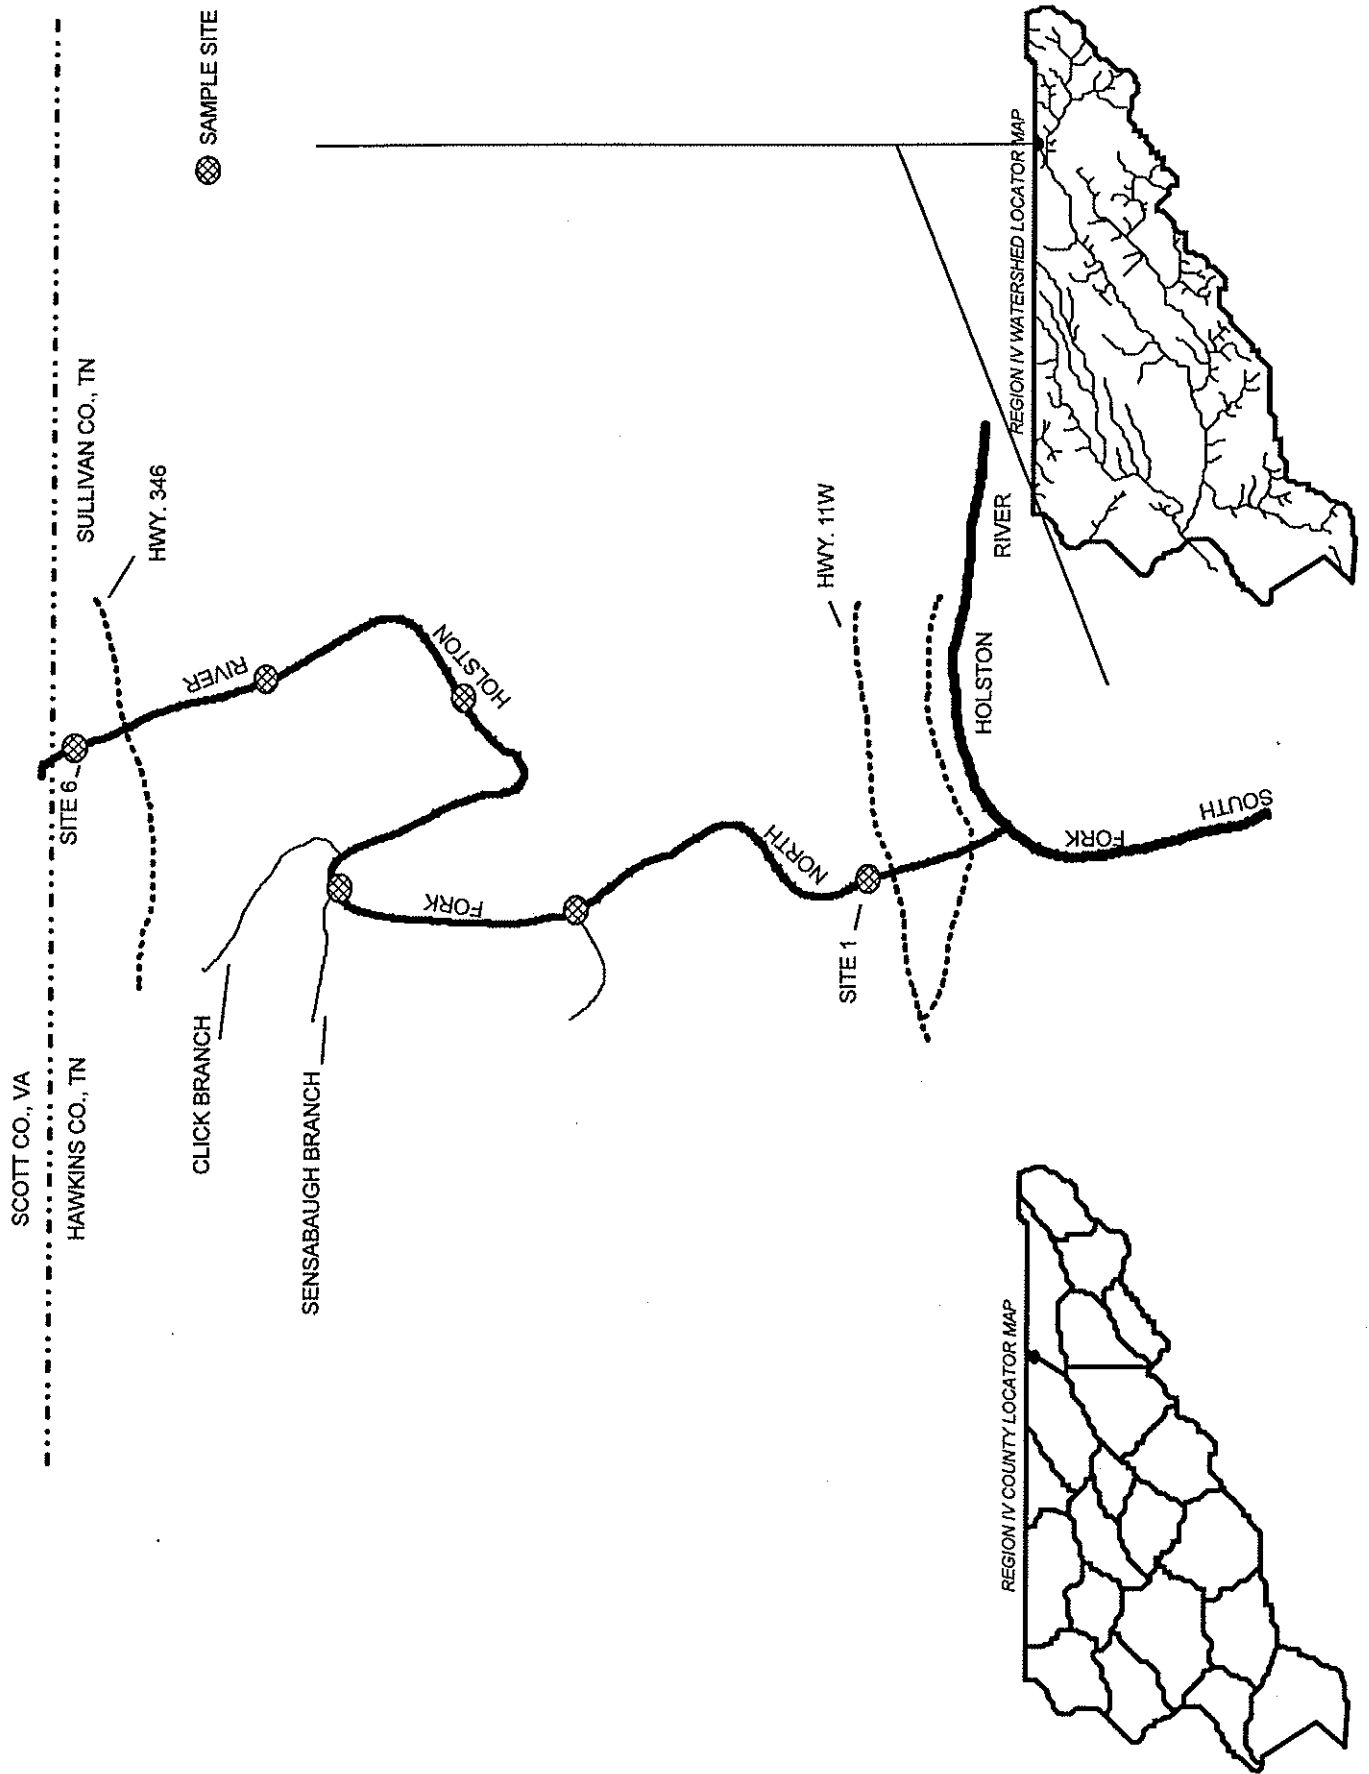 SCOTT CO., VA
HAWKINS CO., TN
SULLIVAN CO., TN
SAMPLE SITE
HWY. 346
SITE 6
RIVER
HOLSTON
CLICK BRANCH
SENSABAUGH BRANCH
FORK
NORTH
SITE 1
HWY. 11W
HOLSTON
RIVER
FORK
SOUTH
REGION IV COUNTY LOCATOR MAP
REGION IV WATERSHED LOCATOR MAP